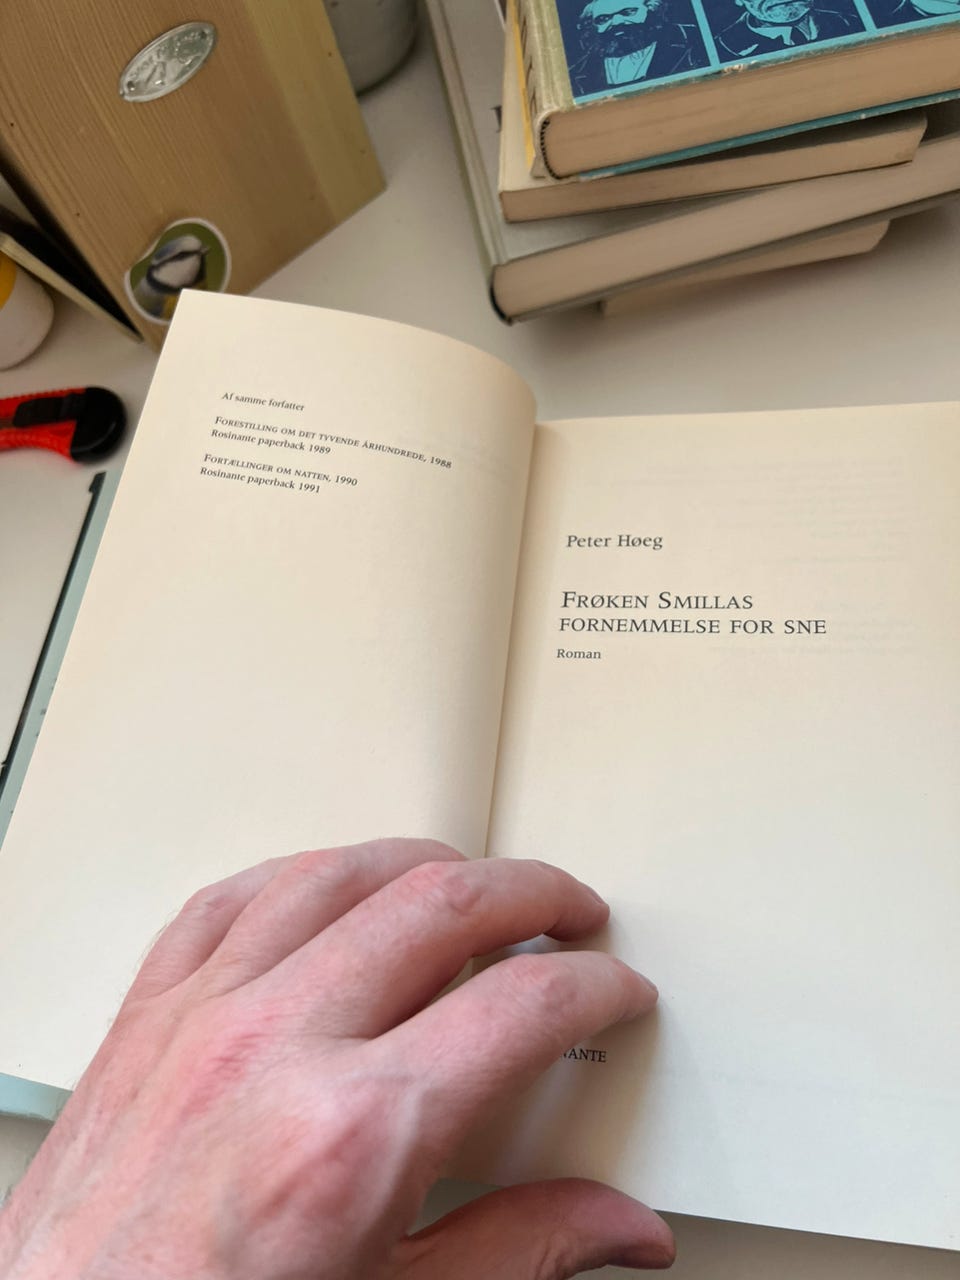 Af samme forfatter
FORESTILLING OM DET TYVENDE ÅRHUNDREDE, 1988
Rosinante paperback 1989
FORTÆLLINGER OM NATTEN, 1990
Rosinante paperback 1991
Peter Høeg
FRØKEN SMILLAS
FORNEMMELSE FOR SNE
Roman
NANTE